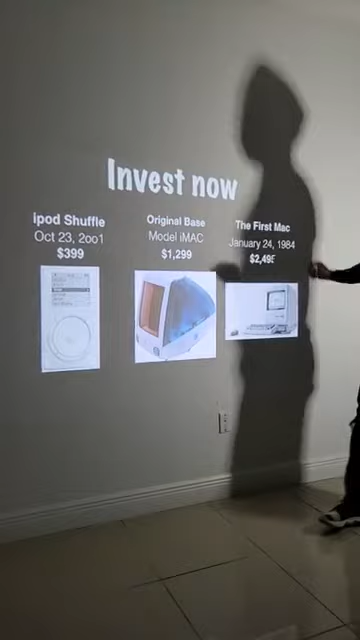 Invest now
ipod Shuffle
Oct 23, 2oo1
$399
Original Base
Model iMAC
$1,299
The First Mac
January 24, 1984
$2,495